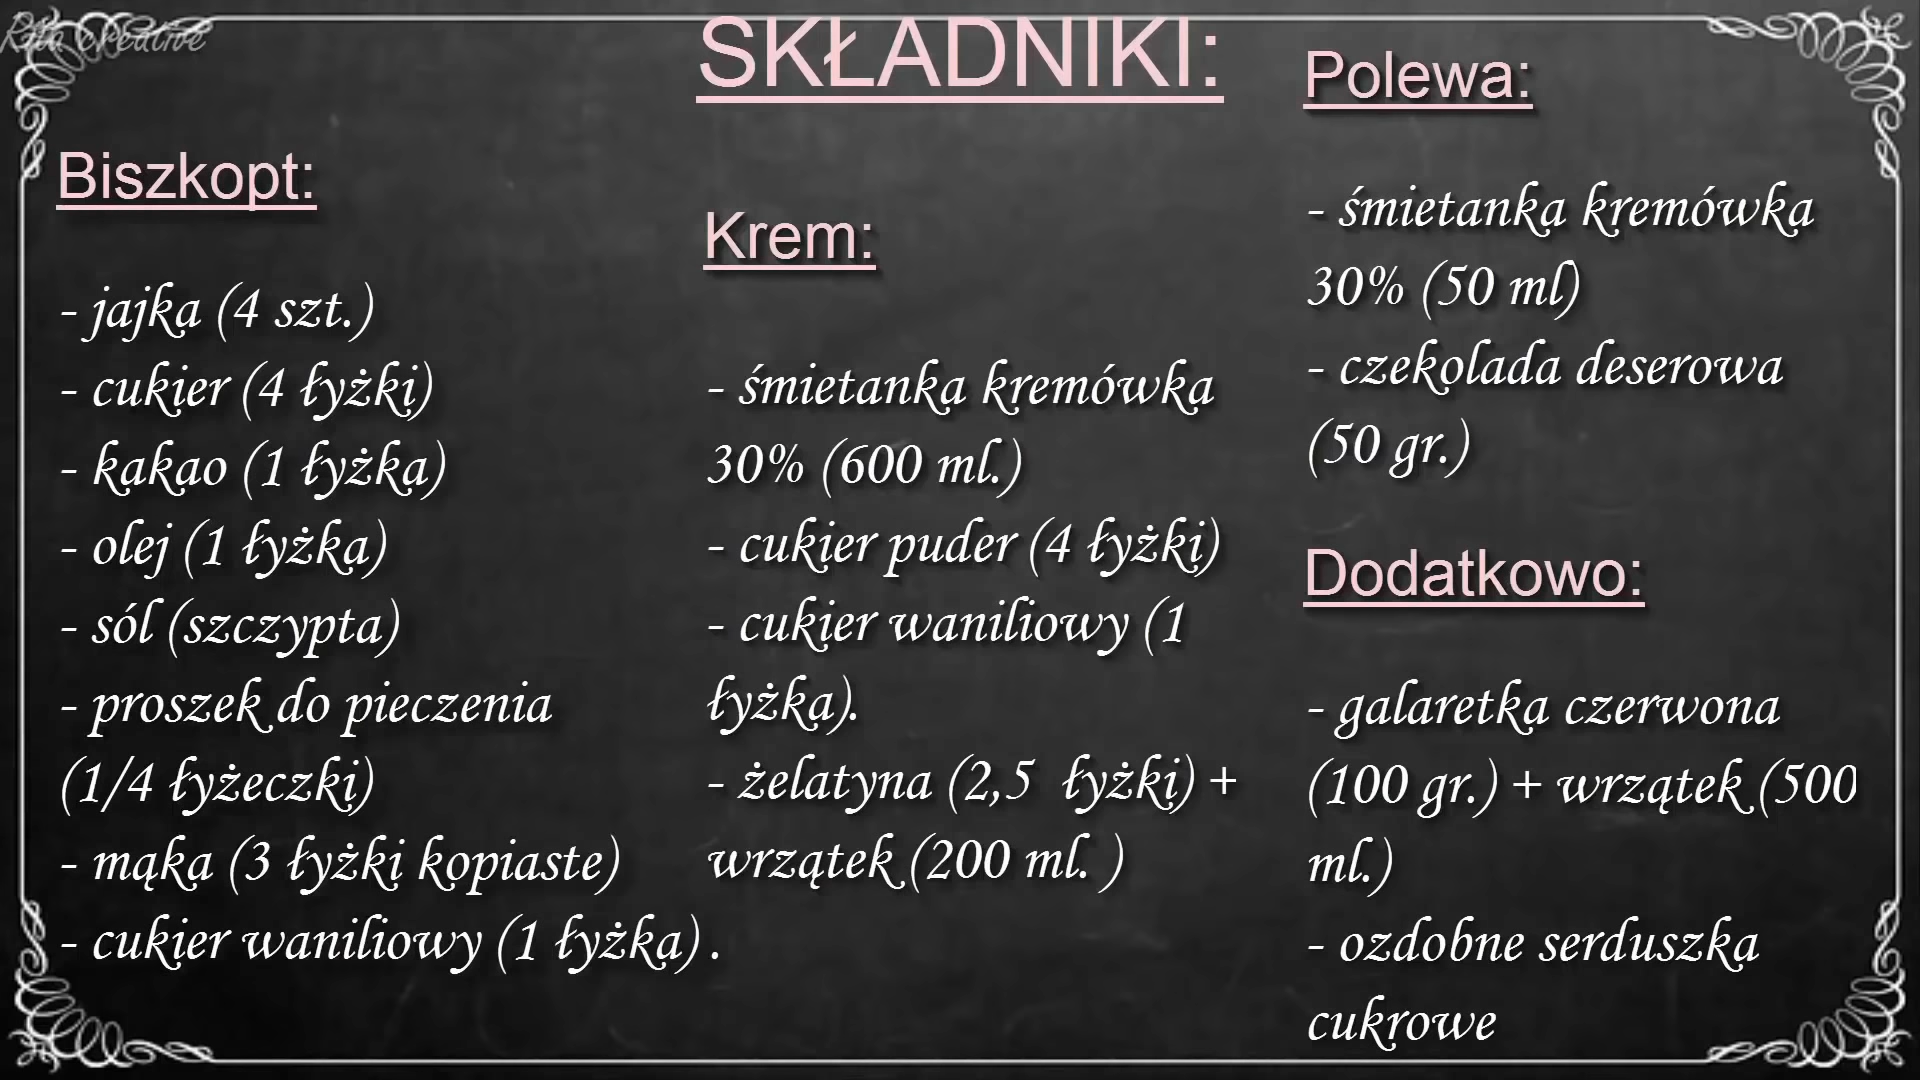 Rita Kreative
SKŁADNIKI:
Biszkopt:
- jajka (4 szt.)
- cukier (4 łyżki)
- kakao (1 łyżka)
- olej (1 łyżka)
- sól (szczypta)
- proszek do pieczenia
(1/4 łyżeczki)
- mąka (3 łyżki kopiaste)
- cukier waniliowy (1 łyżka) .
Krem:
- śmietanka kremówka
30% (600 ml.)
- cukier puder (4 łyżki)
- cukier waniliowy (1
łyżka).
- żelatyna (2,5 łyżki) +
wrzątek (200 ml. )
Polewa:
- śmietanka kremówka
30% (50 ml)
- czekolada deserowa
(50 gr.)
Dodatkowo:
- galaretka czerwona
(100 gr.) + wrzątek (500
ml.)
- ozdobne serduszka
cukrowe